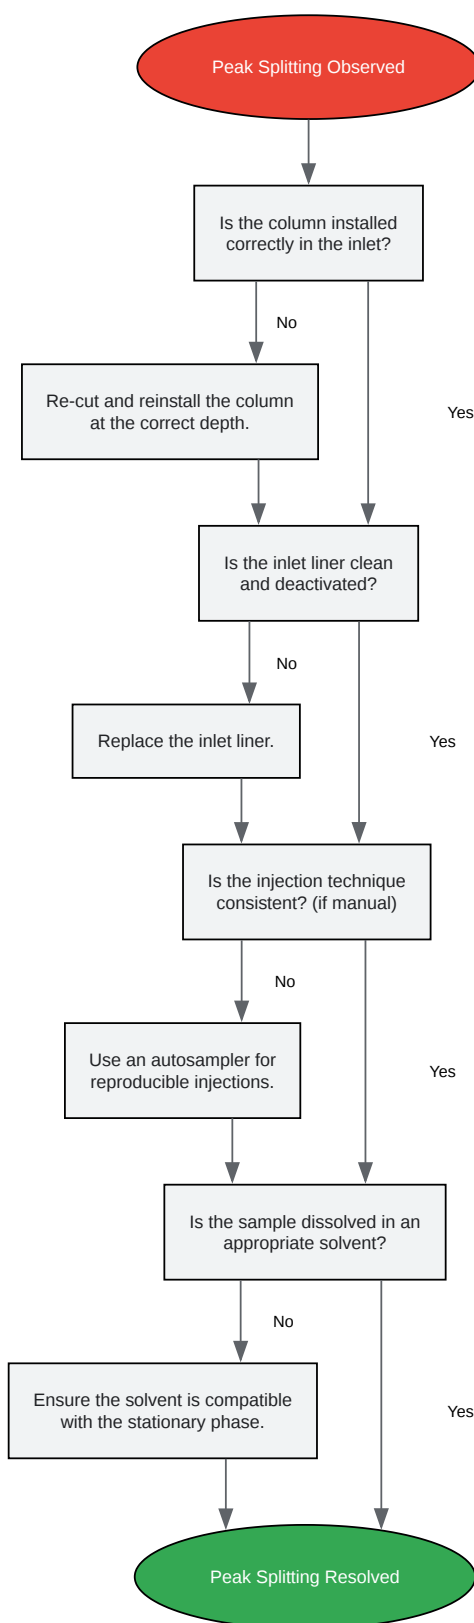 Peak Splitting Observed
Is the column installed
correctly in the inlet?
No
Re-cut and reinstall the column
at the correct depth.
Yes
Is the inlet liner clean
and deactivated?
No
Replace the inlet liner.
Yes
Is the injection technique
consistent? (if manual)
No
Use an autosampler for
reproducible injections.
Yes
Is the sample dissolved in an
appropriate solvent?
No
Ensure the solvent is compatible
with the stationary phase.
Yes
Peak Splitting Resolved